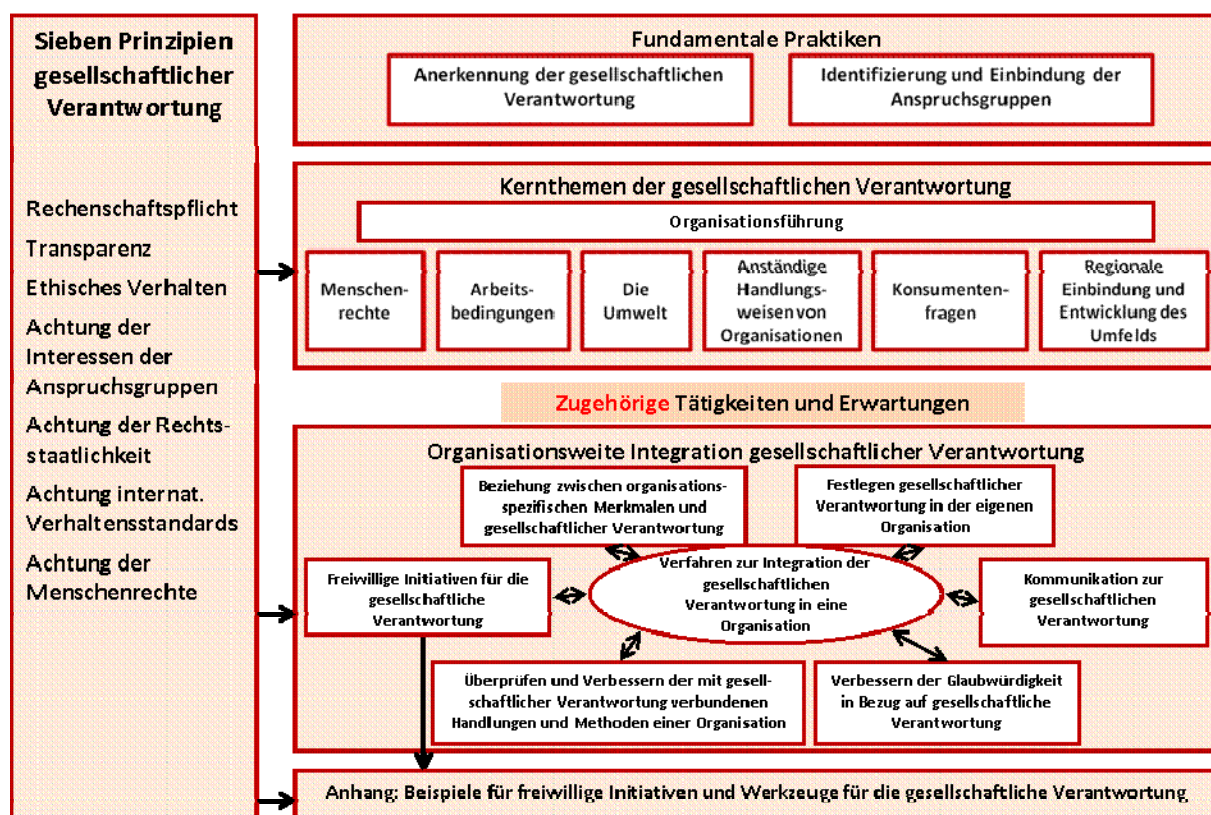 Sieben Prinzipien
gesellschaftlicher
Verantwortung
Rechenschaftspflicht
Transparenz
Ethisches Verhalten
Achtung der
Interessen der
Anspruchsgruppen
Achtung der Rechts-
staatlichkeit
Achtung internat.
Verhaltensstandards
Achtung der
Menschenrechte
Fundamentale Praktiken
Anerkennung der gesellschaftlichen
Verantwortung
Identifizierung und Einbindung der
Anspruchsgruppen
Kernthemen der gesellschaftlichen Verantwortung
Organisationsführung
Menschen-
rechte
Arbeits-
bedingungen
Die
Umwelt
Anständige
Handlungs-
weisen von
Organisationen
Konsumenten-
fragen
Regionale
Einbindung und
Entwicklung des
Umfelds
Zugehörige Tätigkeiten und Erwartungen
Organisationsweite Integration gesellschaftlicher Verantwortung
Beziehung zwischen organisations-
spezifischen Merkmalen und
gesellschaftlicher Verantwortung
Festlegen gesellschaftlicher
Verantwortung in der eigenen
Organisation
Freiwillige Initiativen für die
gesellschaftliche
Verantwortung
Verfahren zur Integration der
gesellschaftlichen
Verantwortung in eine
Organisation
Kommunikation zur
gesellschaftlichen
Verantwortung
Überprüfen und Verbessern der mit gesell-
schaftlicher Verantwortung verbundenen
Handlungen und Methoden einer Organisation
Verbessern der Glaubwürdigkeit
in Bezug auf gesellschaftliche
Verantwortung
Anhang: Beispiele für freiwillige Initiativen und Werkzeuge für die gesellschaftliche Verantwortung